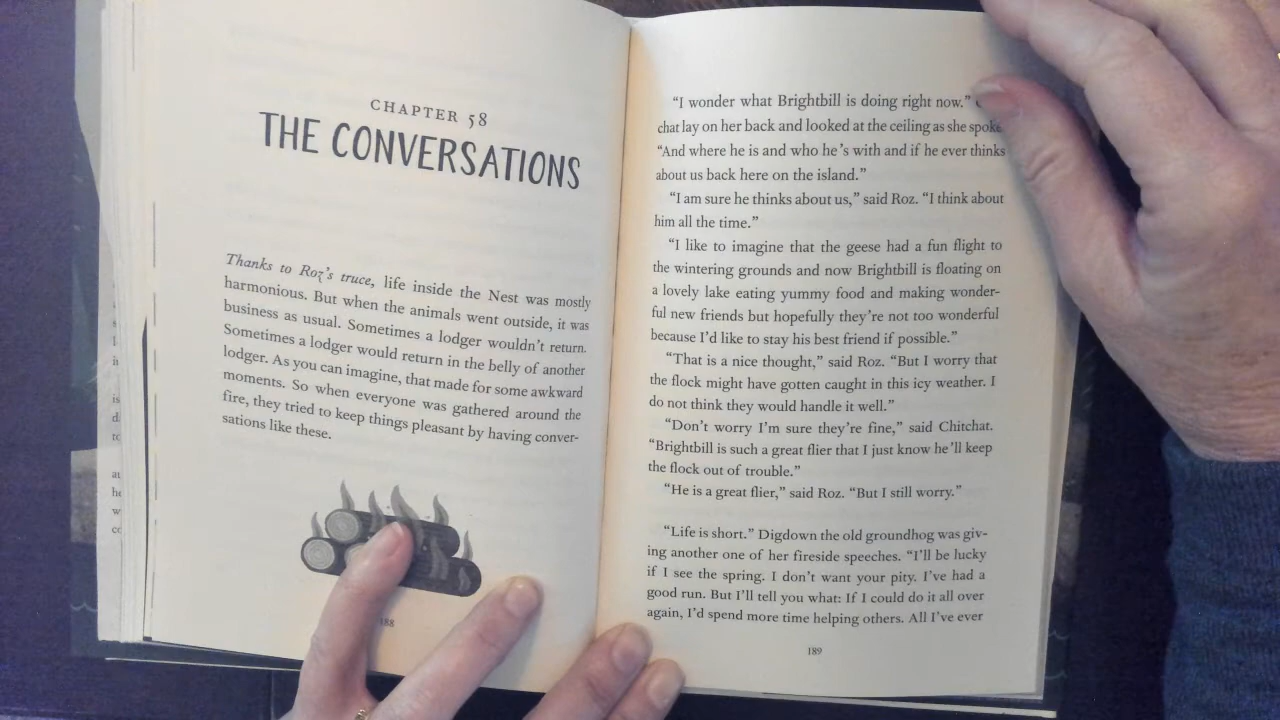 CHAPTER 58
THE CONVERSATIONS
Thanks to Roz's truce, life inside the Nest was mostly
harmonious. But when the animals went outside, it was
business as usual. Sometimes a lodger wouldn't return.
Sometimes a lodger would return in the belly of another
lodger. As you can imagine, that made for some awkward
moments. So when everyone was gathered around the
fire, they tried to keep things pleasant by having conver-
sations like these.
188
"I wonder what Brightbill is doing right now."
chat lay on her back and looked at the ceiling as she spoke.
"And where he is and who he's with and if he ever thinks
about us back here on the island."
"I am sure he thinks about us," said Roz. "I think about
him all the time."
"I like to imagine that the geese had a fun flight to
the wintering grounds and now Brightbill is floating on
a lovely lake eating yummy food and making wonder-
ful new friends but hopefully they're not too wonderful
because I'd like to stay his best friend if possible."
"That is a nice thought," said Roz. "But I worry that
the flock might have gotten caught in this icy weather. I
do not think they would handle it well."
"Don't worry I'm sure they're fine," said Chitchat.
"Brightbill is such a great flier that I just know he'll keep
the flock out of trouble."
"He is a great flier," said Roz. "But I still worry."
"Life is short." Digdown the old groundhog was giv-
ing another one of her fireside speeches. "I'll be lucky
if I see the spring. I don't want your pity. I've had a
good run. But I'll tell you what: If I could do it all over
again, I'd spend more time helping others. All I've ever
189